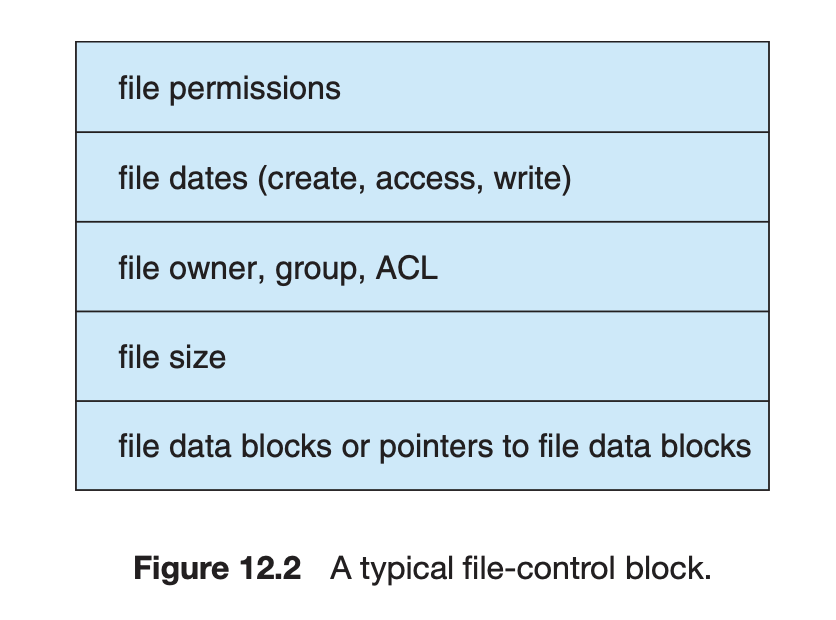 file permissions
file dates (create, access, write)
file owner, group, ACL
file size
file data blocks or pointers to file data blocks
Figure 12.2 A typical file-control block.